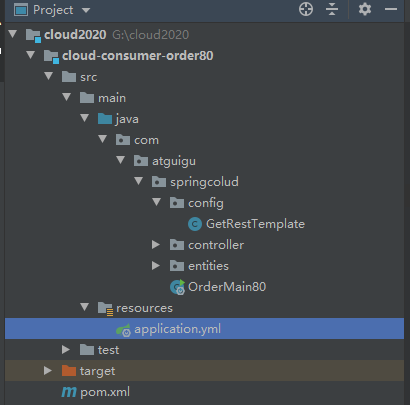 Project
cloud2020 G:\cloud2020
cloud-consumer-order80
src
main
java
com
atguigu
springcolud
config
GetRestTemplate
controller
entities
OrderMain80
resources
application.yml
test
target
pom.xml